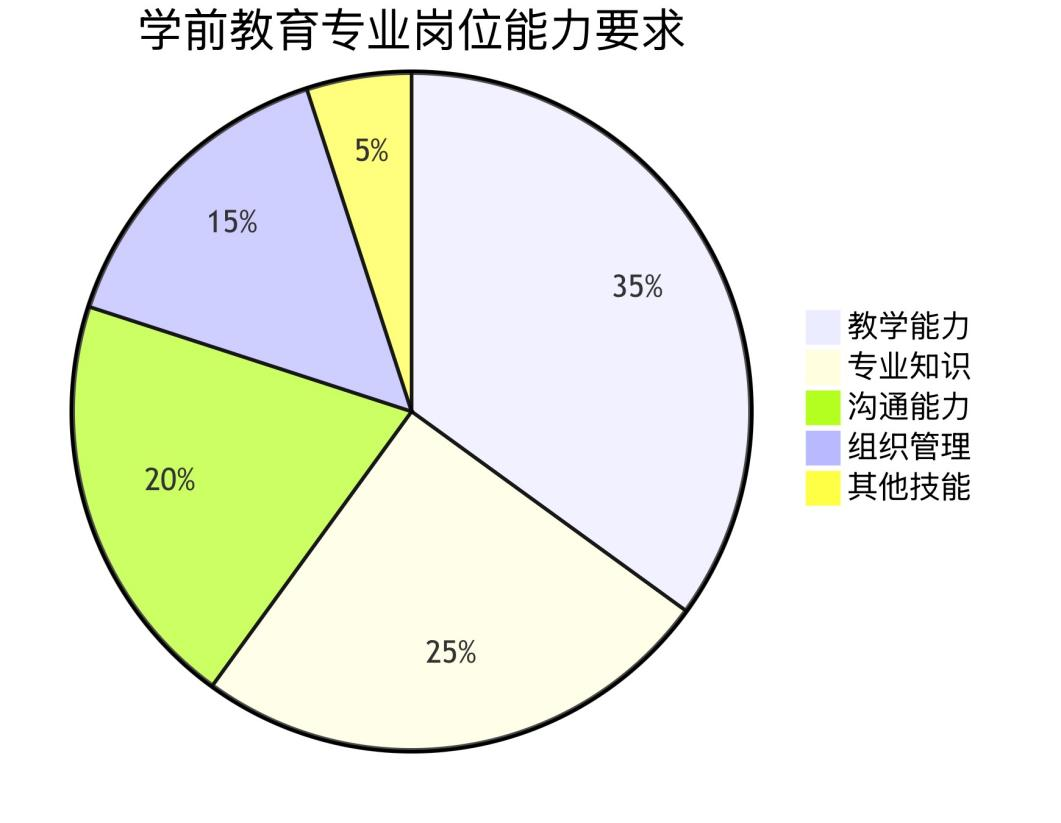 学前教育专业岗位能力要求
5%
15%
35%
20%
25%
教学能力
专业知识
沟通能力
组织管理
其他技能